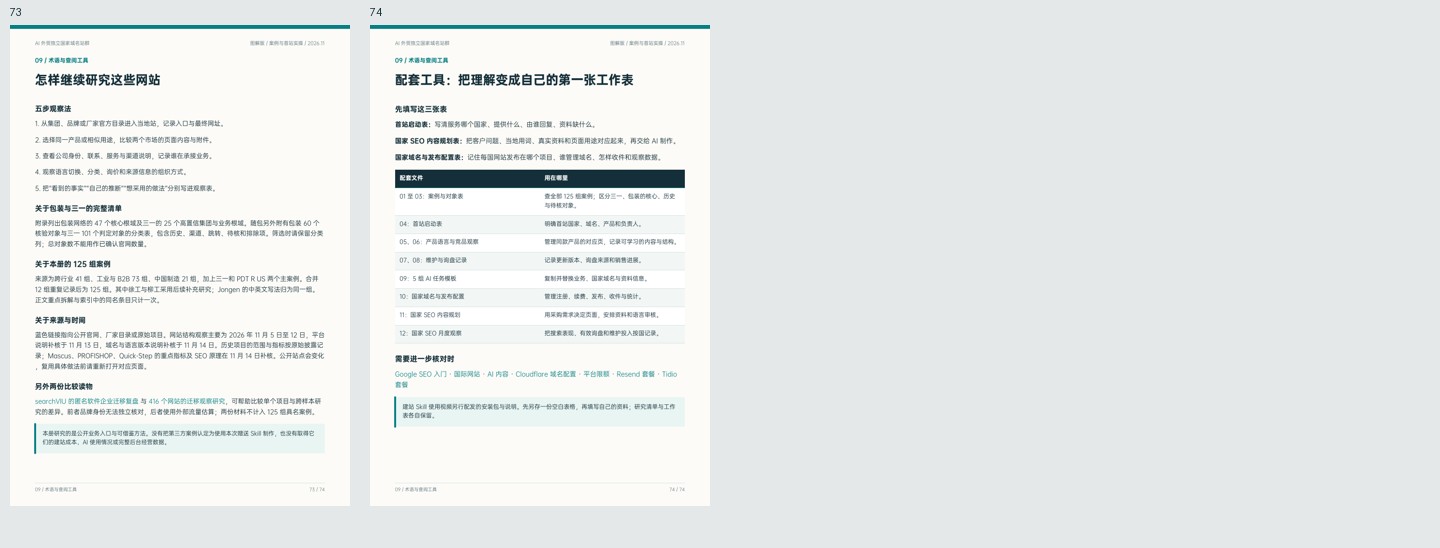 73
AI 外贸独立国家域名站群
图解版 / 案例与首站实操 / 2026.11
09 / 术语与查阅工具
怎样继续研究这些网站
五步观察法
1. 从集团、品牌或厂家官方目录进入当地站，记录入口与最终网址。
2. 选择同一产品或相似用途，比较两个市场的页面内容与附件。
3. 查看公司身份、联系、服务与渠道说明，记录谁在承接业务。
4. 观察语言切换、分类、询价和来源信息的组织方式。
5. 把“看到的事实”“自己的推断”“想采用的做法”分别写进观察表。
关于包装与三一的完整清单
附录列出包装网络的 47 个核心根域及三一的 25 个高置信集团与业务根域。随包另外附有包装 60 个
核验对象与三一 101 个判定对象的分类表，包含历史、渠道、跳转、待核和排除项。筛选时请保留分类
列；总对象数不能用作已确认官网数量。
关于本册的 125 组案例
来源为跨行业 41 组、工业与 B2B 73 组、中国制造 21 组，加上三一和 PDT R US 两个主案例。合并
12 组重复记录后为 125 组。其中徐工与柳工采用后续补充研究；Jongen 的中英文写法归为同一组。
正文重点拆解与索引中的同名条目只计一次。
关于来源与时间
蓝色链接指向公开官网、厂家目录或原始项目。网站结构观察主要为 2026 年 11 月 5 日至 12 日，平台
说明补核于 11 月 13 日，域名与语言版本说明补核于 11 月 14 日。历史项目的范围与指标按原始披露记
录；Mascus、PROFISHOP、Quick-Step 的重点指标及 SEO 原理在 11 月 14 日补核。公开站点会变化
，复用具体做法前请重新打开对应页面。
另外两份比较读物
searchVIU 的匿名软件企业迁移复盘 与 416 个网站的迁移观察研究，可帮助比较单个项目与跨样本研
究的差异。前者品牌身份无法独立核对，后者使用外部流量估算；两份材料不计入 125 组具名案例。
本册研究的是公开业务入口与可借鉴方法。没有把第三方案例认定为使用本次赠送 Skill 制作，也没有取得它
们的建站成本、AI 使用情况或完整后台经营数据。
09 / 术语与查阅工具
73 / 74
74
AI 外贸独立国家域名站群
图解版 / 案例与首站实操 / 2026.11
09 / 术语与查阅工具
配套工具：把理解变成自己的第一张工作表
先填写这三张表
首站启动表：写清服务哪个国家、提供什么、由谁回复、资料缺什么。
国家 SEO 内容规划表：把客户问题、当地用词、真实资料和页面用途对应起来，再交给 AI 制作。
国家域名与发布配置表：记住每国网站发布在哪个项目、谁管理域名、怎样收件和观察数据。
配套文件 用在哪里
01 至 03：案例与对象表 查全部 125 组案例；区分三一、包装的核心、历史
与待核对象。
04：首站启动表 明确首站国家、域名、产品和负责人。
05、06：产品语言与竞品观察 管理同款产品的对应页，记录可学习的内容与结构。
07、08：维护与询盘记录 记录更新版本、询盘来源和销售进展。
09：5 组 AI 任务模板 复制并替换业务、国家域名与资料信息。
10：国家域名与发布配置 管理注册、续费、发布、收件与统计。
11：国家 SEO 内容规划 用采购需求决定页面，安排资料和语言审核。
12：国家 SEO 月度观察 把搜索表现、有效询盘和维护投入按国记录。
需要进一步核对时
Google SEO 入门 · 国际网站 · AI 内容 · Cloudflare 域名配置 · 平台限额 · Resend 套餐 · Tidio
套餐
建站 Skill 使用视频另行配发的安装包与说明。先另存一份空白表格，再填写自己的资料；研究清单与工作
表各自保留。
09 / 术语与查阅工具
74 / 74